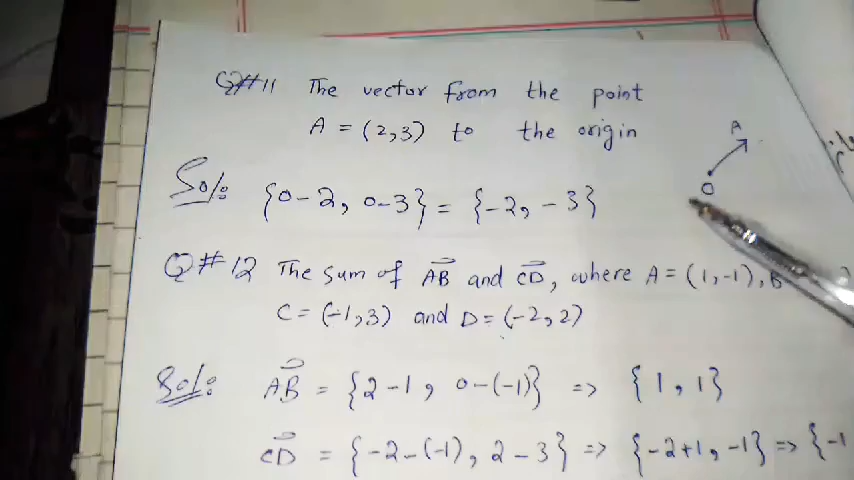 Q#11 The vector from the point
A = (2,3) to the origin
A
O
Sol: {0-2, 0-3} = {-2, -3}
Q#12 The sum of AB and CD, where A = (1,-1), B
C = (-1,3) and D = (-2,2)
Sol: AB = {2-1, 0-(-1)} => {1, 1}
CD = {-2-(-1), 2-3} => {-2+1, -1} => {-1